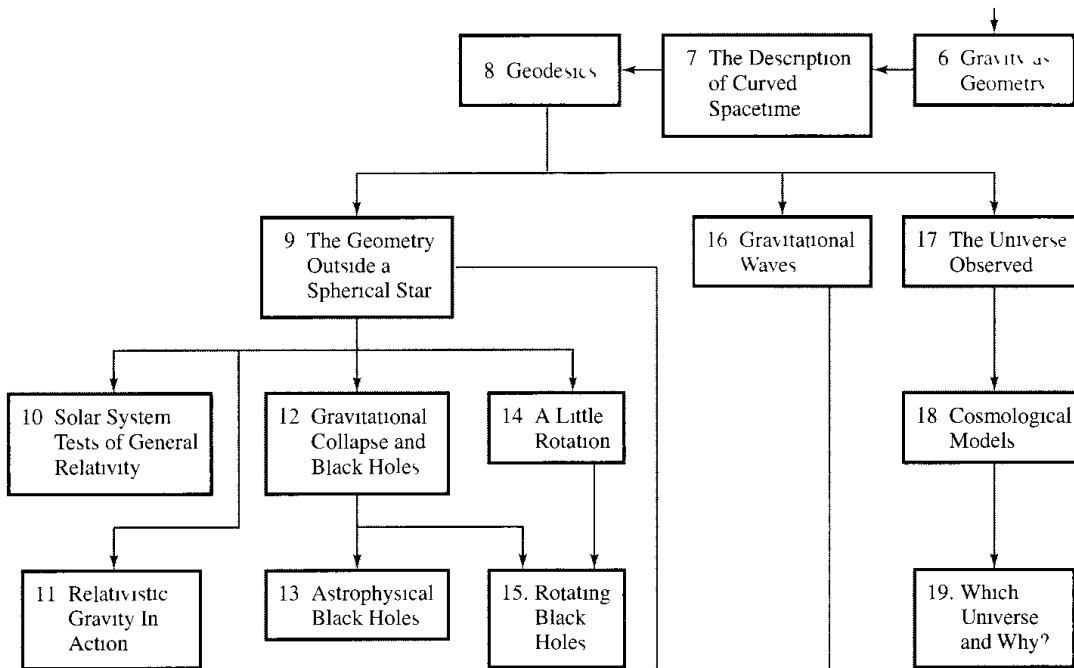 8 Geodesics
7 The Description
of Curved
Spacetime
6 Gravity as
Geometry
9 The Geometry
Outside a
Spherical Star
16 Gravitational
Waves
17 The Universe
Observed
10 Solar System
Tests of General
Relativity
12 Gravitational
Collapse and
Black Holes
14 A Little
Rotation
18 Cosmological
Models
11 Relativistic
Gravity In
Action
13 Astrophysical
Black Holes
15. Rotating
Black
Holes
19. Which
Universe
and Why?